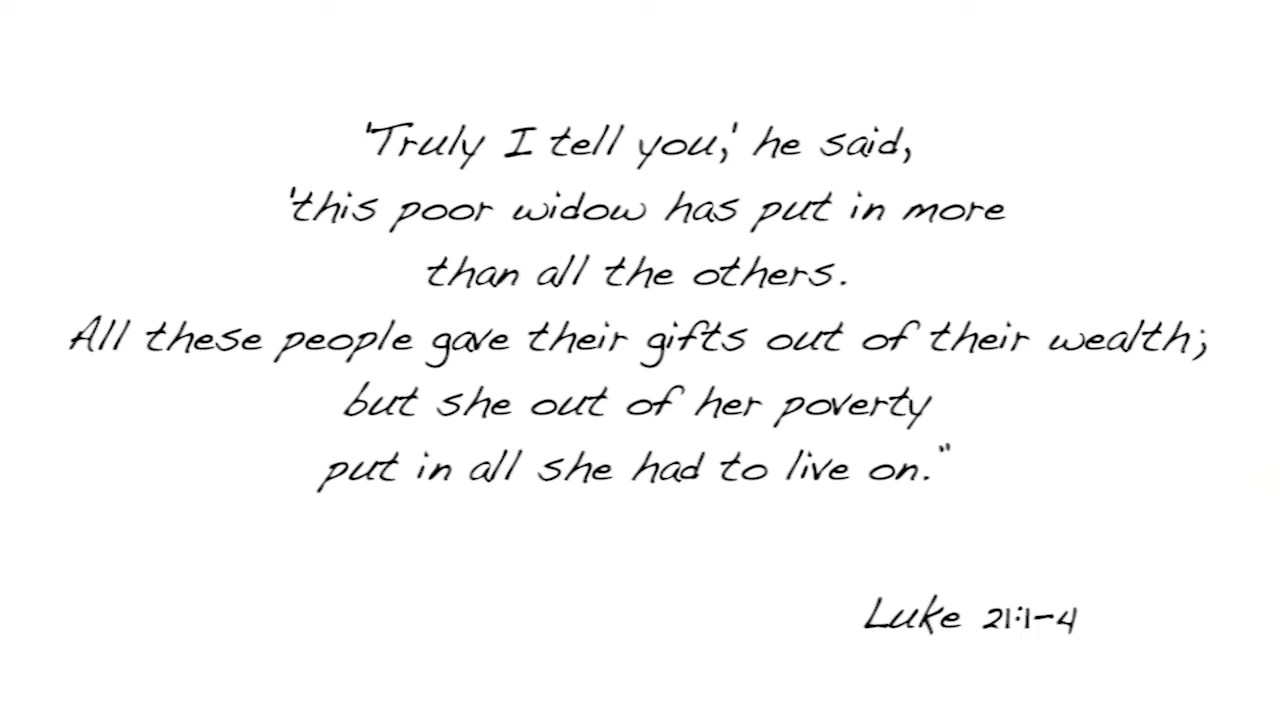 'Truly I tell you,' he said,
'this poor widow has put in more
than all the others.
All these people gave their gifts out of their wealth;
but she out of her poverty
put in all she had to live on."
Luke 21:1-4